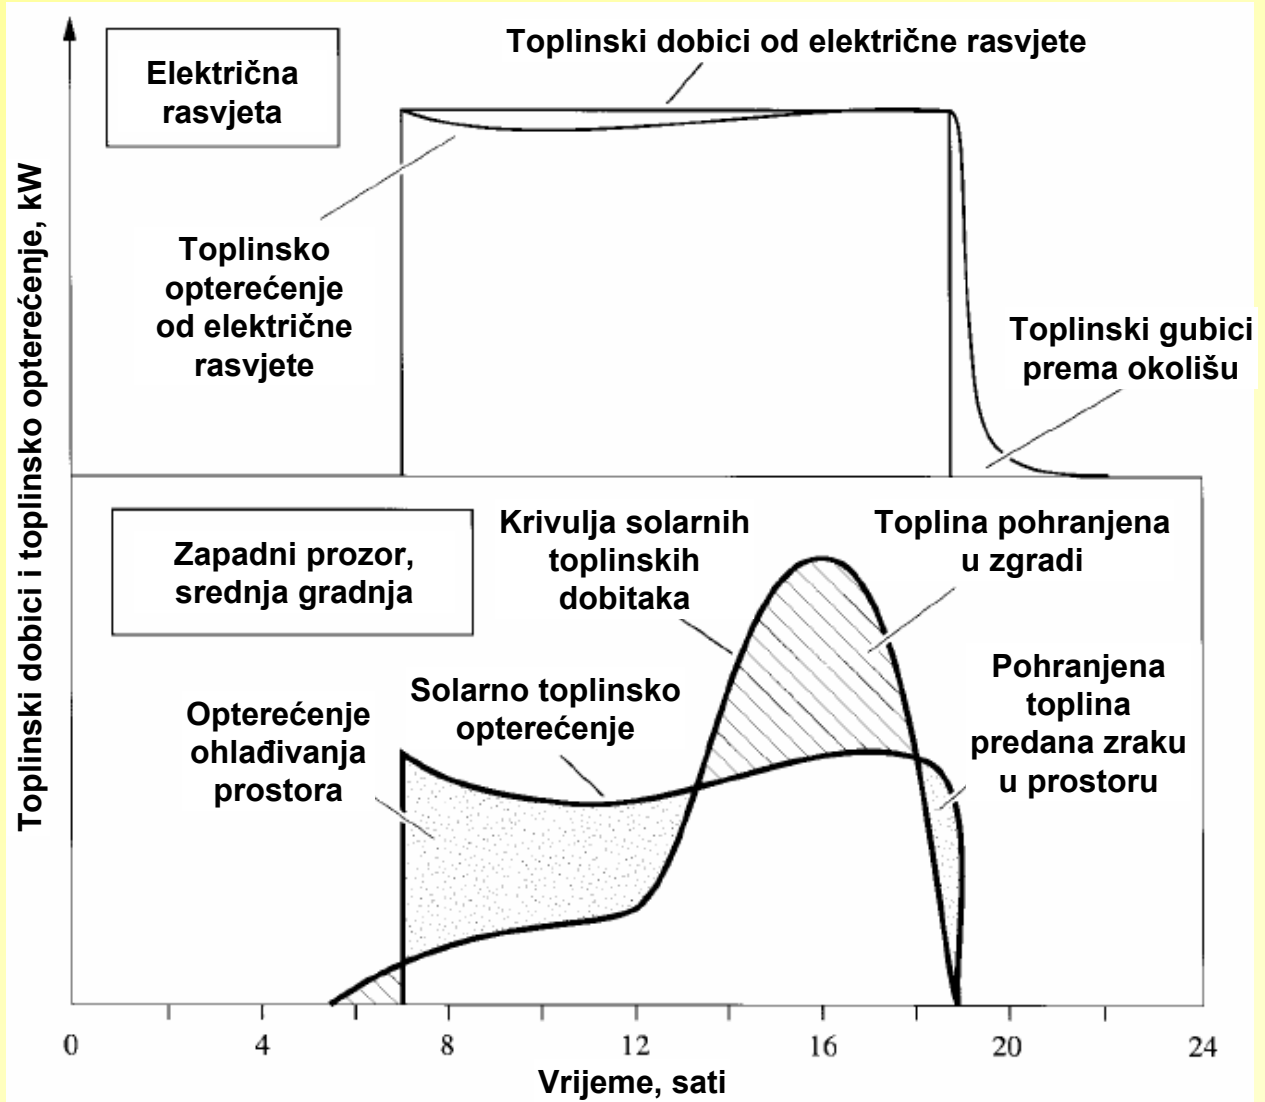 Toplinski dobici i toplinsko opterećenje, kW
Električna
rasvjeta
Toplinski dobici od električne rasvjete
Toplinsko
opterećenje
od električne
rasvjete
Toplinski gubici
prema okolišu
Zapadni prozor,
srednja gradnja
Krivulja solarnih
toplinskih
dobitaka
Toplina pohranjena
u zgradi
Opterećenje
ohlađivanja
prostora
Solarno toplinsko
opterećenje
Pohranjena
toplina
predana zraku
u prostoru
0 4 8 12 16 20 24
Vrijeme, sati